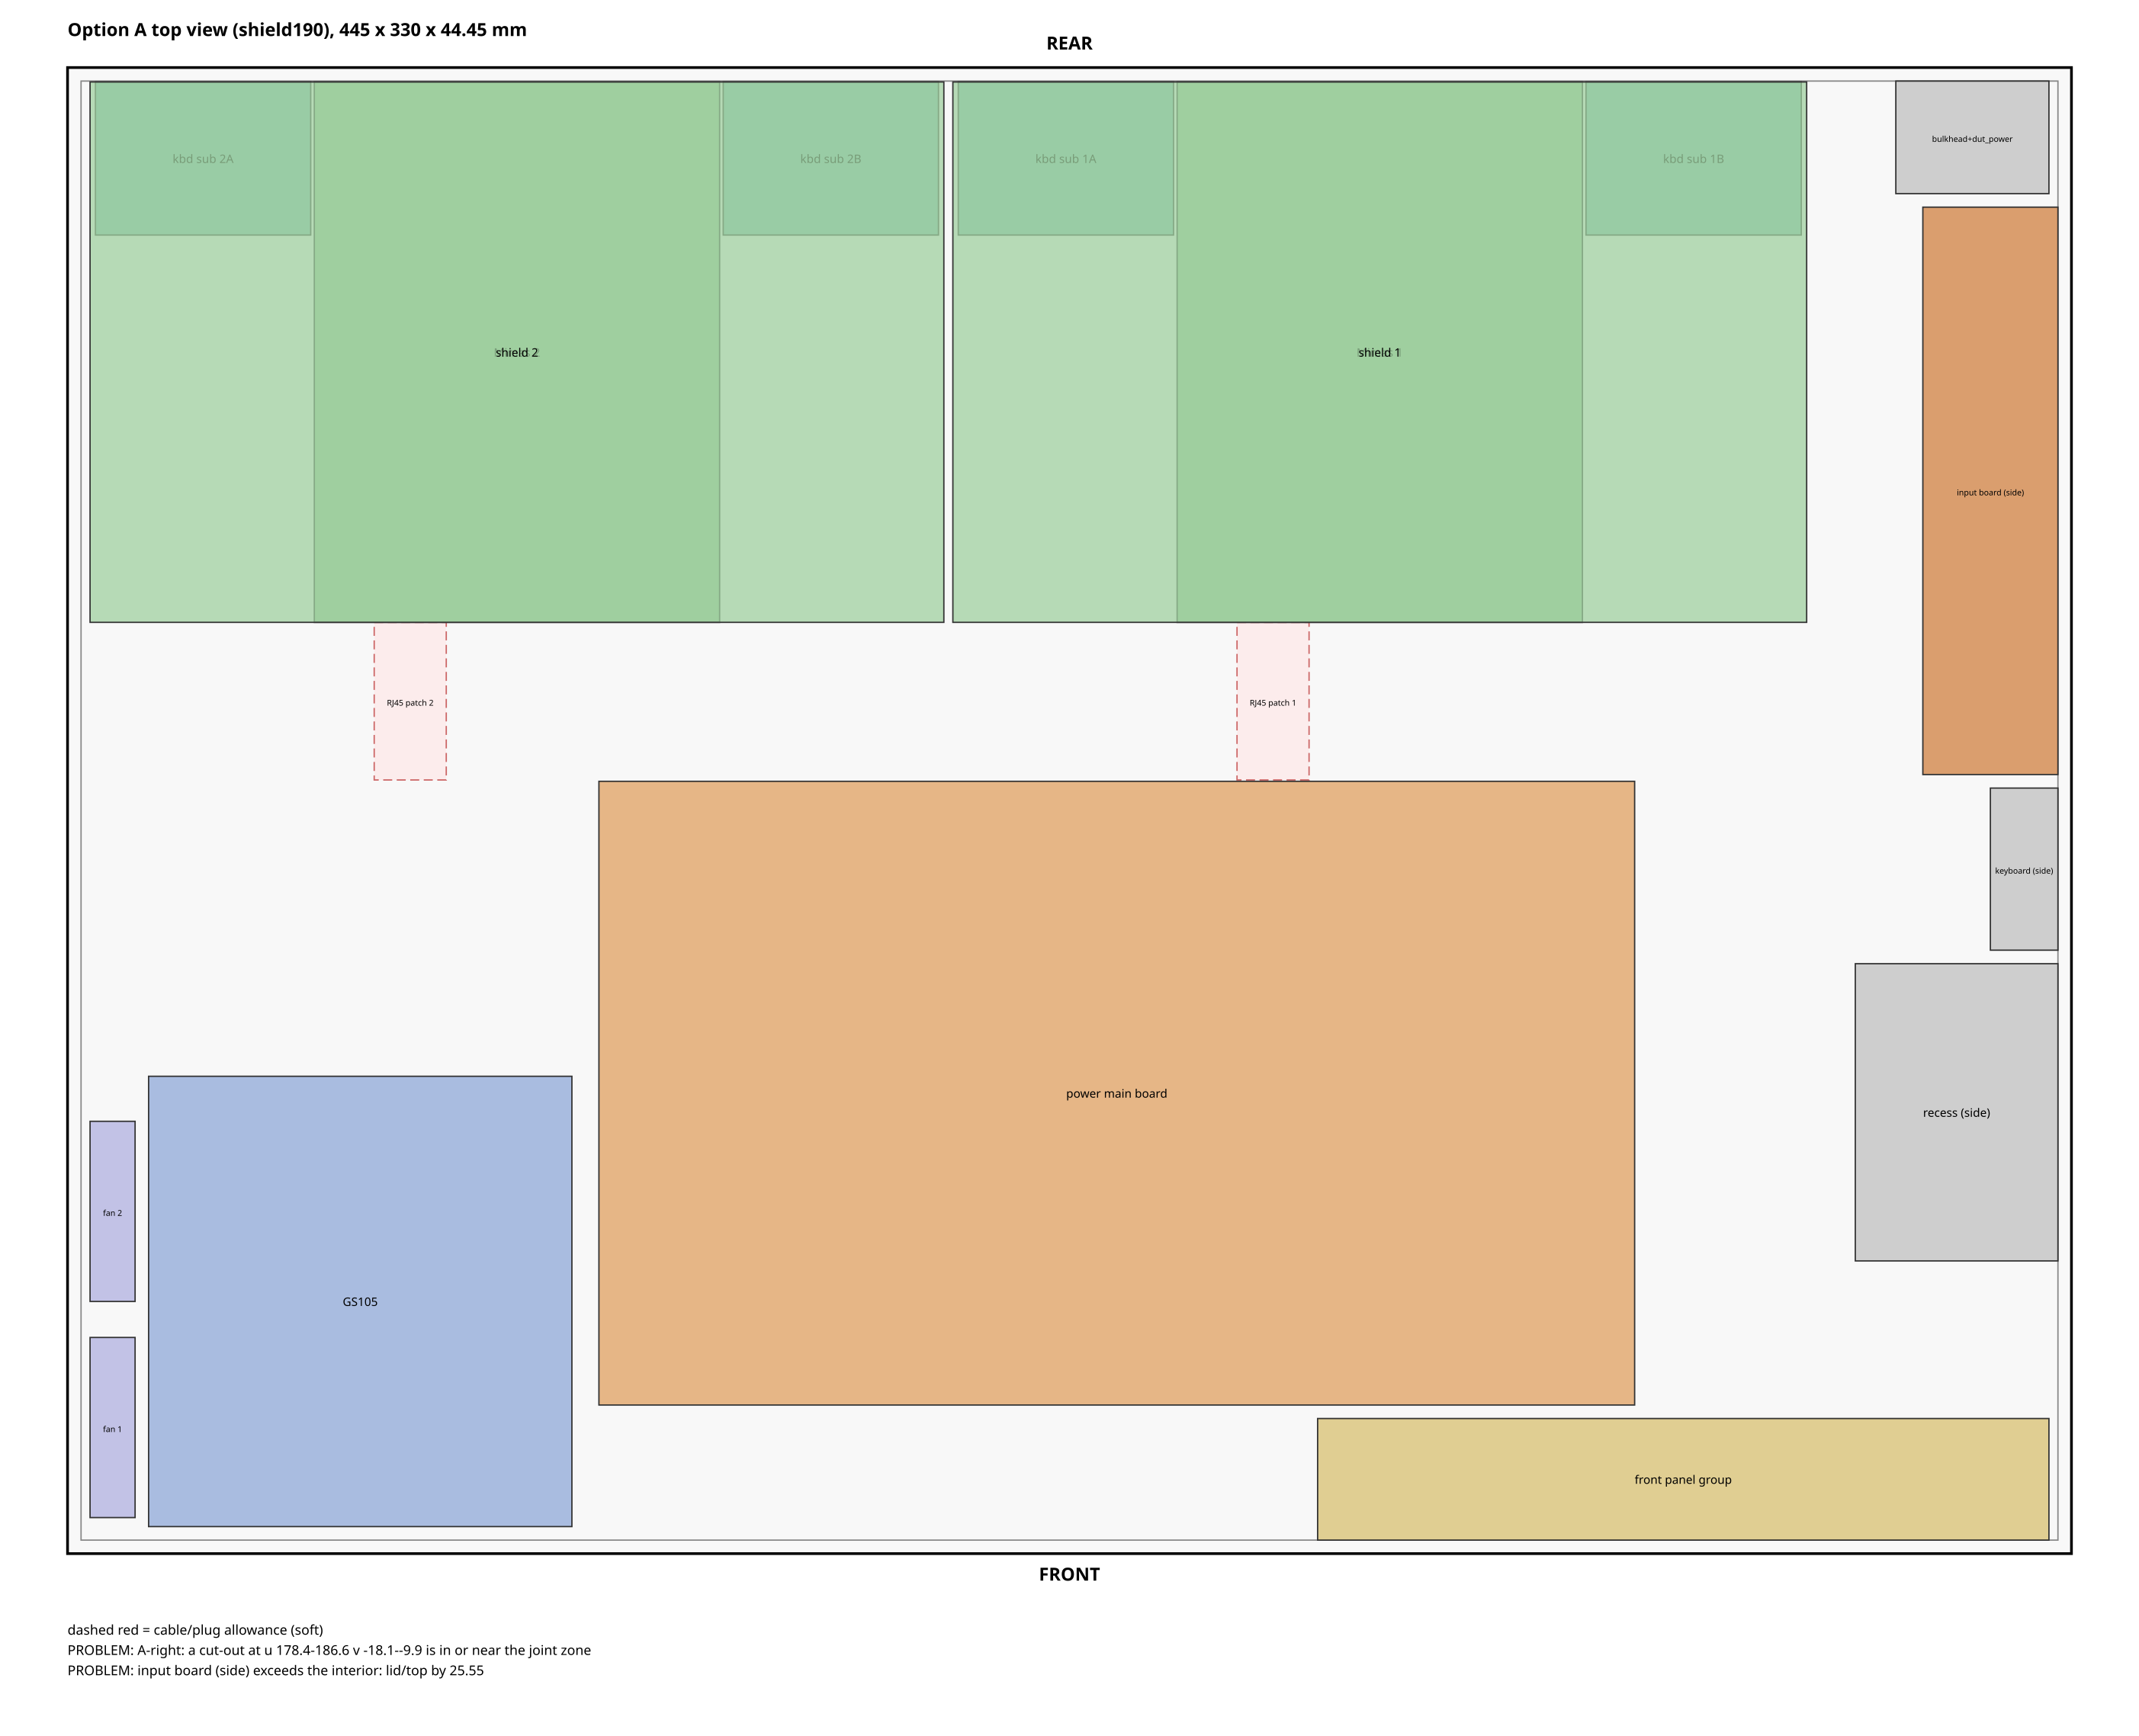 Option A top view (shield190), 445 x 330 x 44.45 mm
REAR
bulkhead+dut_power
kbd sub 2A
kbd sub 2B
kbd sub 1A
kbd sub 1B
shield 2
shield 1
input board (side)
RJ45 patch 2
RJ45 patch 1
keyboard (side)
power main board
recess (side)
fan 2
GS105
fan 1
front panel group
FRONT
dashed red = cable/plug allowance (soft)
PROBLEM: A-right: a cut-out at u 178.4-186.6 v -18.1--9.9 is in or near the joint zone
PROBLEM: input board (side) exceeds the interior: lid/top by 25.55